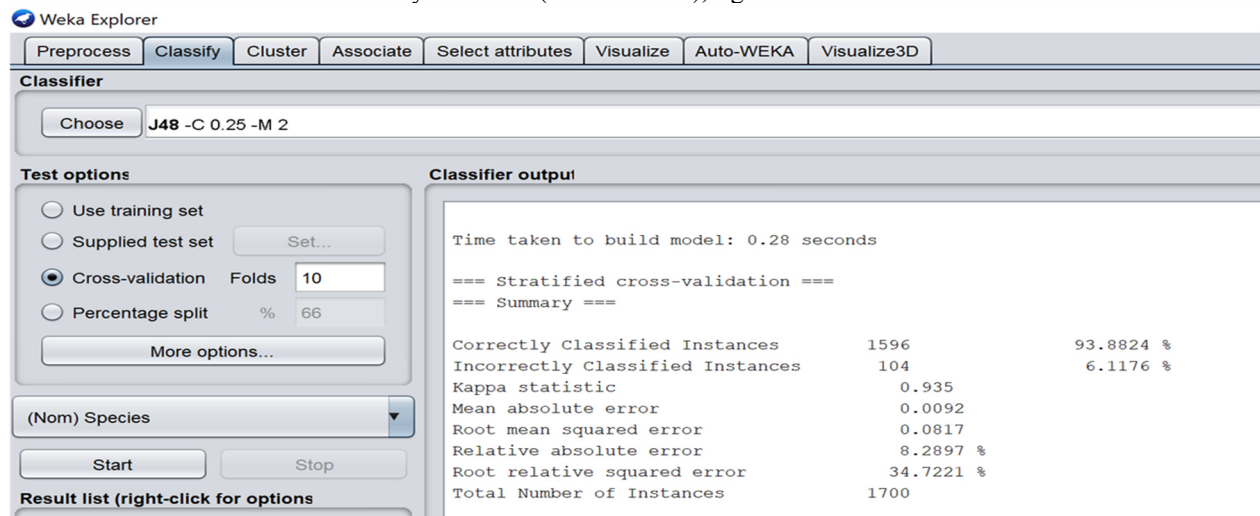 Weka Explorer
Preprocess Classify Cluster Associate Select attributes Visualize Auto-WEKA Visualize3D
Classifier
Choose J48 -C 0.25 -M 2
Test options
Use training set
Supplied test set Set...
Cross-validation Folds 10
Percentage split % 66
More options...
(Nom) Species
Start Stop
Result list (right-click for options
Classifier output
Time taken to build model: 0.28 seconds
=== Stratified cross-validation ===
=== Summary ===
Correctly Classified Instances 1596 93.8824 %
Incorrectly Classified Instances 104 6.1176 %
Kappa statistic 0.935
Mean absolute error 0.0092
Root mean squared error 0.0817
Relative absolute error 8.2897 %
Root relative squared error 34.7221 %
Total Number of Instances 1700